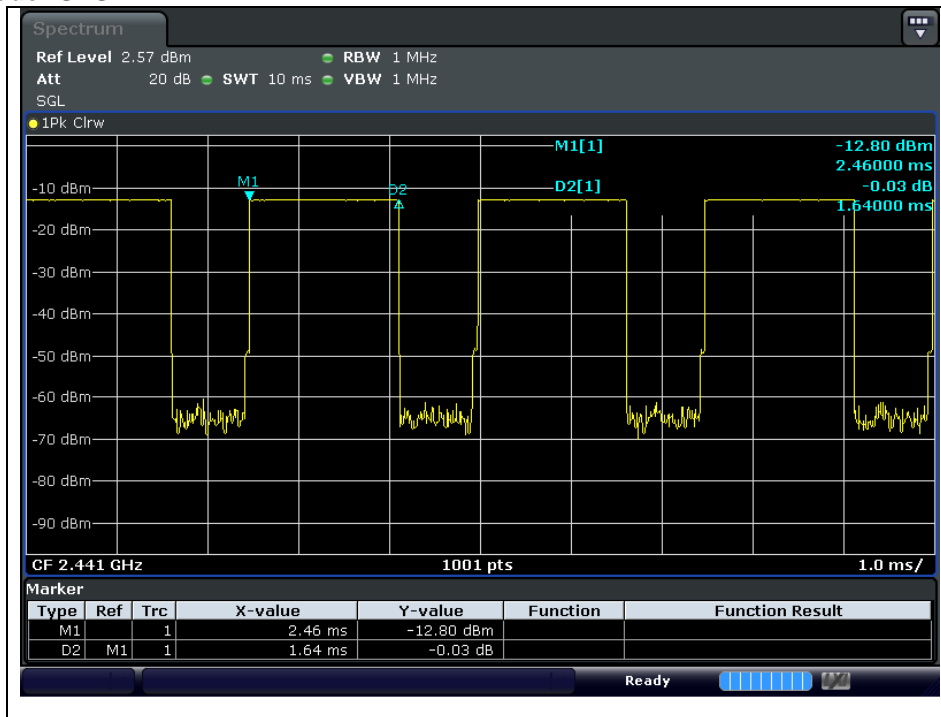 Spectrum
Ref Level 2.57 dBm RBW 1 MHz
Att 20 dB SWT 10 ms VBW 1 MHz
SGL
1Pk Clrw
M1[1] -12.80 dBm
2.46000 ms
D2[1] -0.03 dB
1.64000 ms
M1
D2
-10 dBm
-20 dBm
-30 dBm
-40 dBm
-50 dBm
-60 dBm
-70 dBm
-80 dBm
-90 dBm
CF 2.441 GHz 1001 pts 1.0 ms/
Marker
Type Ref Trc X-value Y-value Function Function Result
M1 1 2.46 ms -12.80 dBm
D2 M1 1 1.64 ms -0.03 dB
Ready